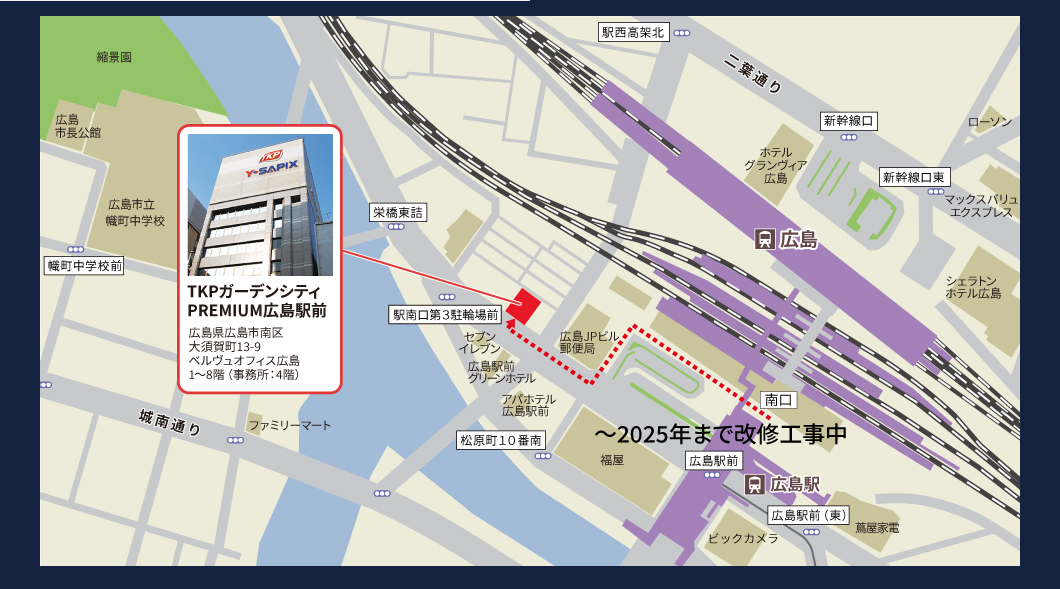 駅西高架北
二葉通り
縮景園
広島
市長公館
新幹線口
ローソン
ホテル
グランヴィア
広島
新幹線口東
マックスバリュ
エクスプレス
TKP
Y-SAPIX
広島市立
幟町中学校
栄橋東詰
広島
幟町中学校前
シェラトン
ホテル広島
TKPガーデンシティ
PREMIUM広島駅前
広島県広島市南区
大須賀町13-9
ベルヴュオフィス広島
1〜8階（事務所：4階）
駅南口第3駐輪場前
セブン
イレブン
広島JPビル
郵便局
広島駅前
グリーンホテル
アパホテル
広島駅前
南口
城南通り
ファミリーマート
〜2025年まで改修工事中
松原町10番南
福屋
広島駅前
広島駅
広島駅前（東）
蔦屋家電
ビックカメラ